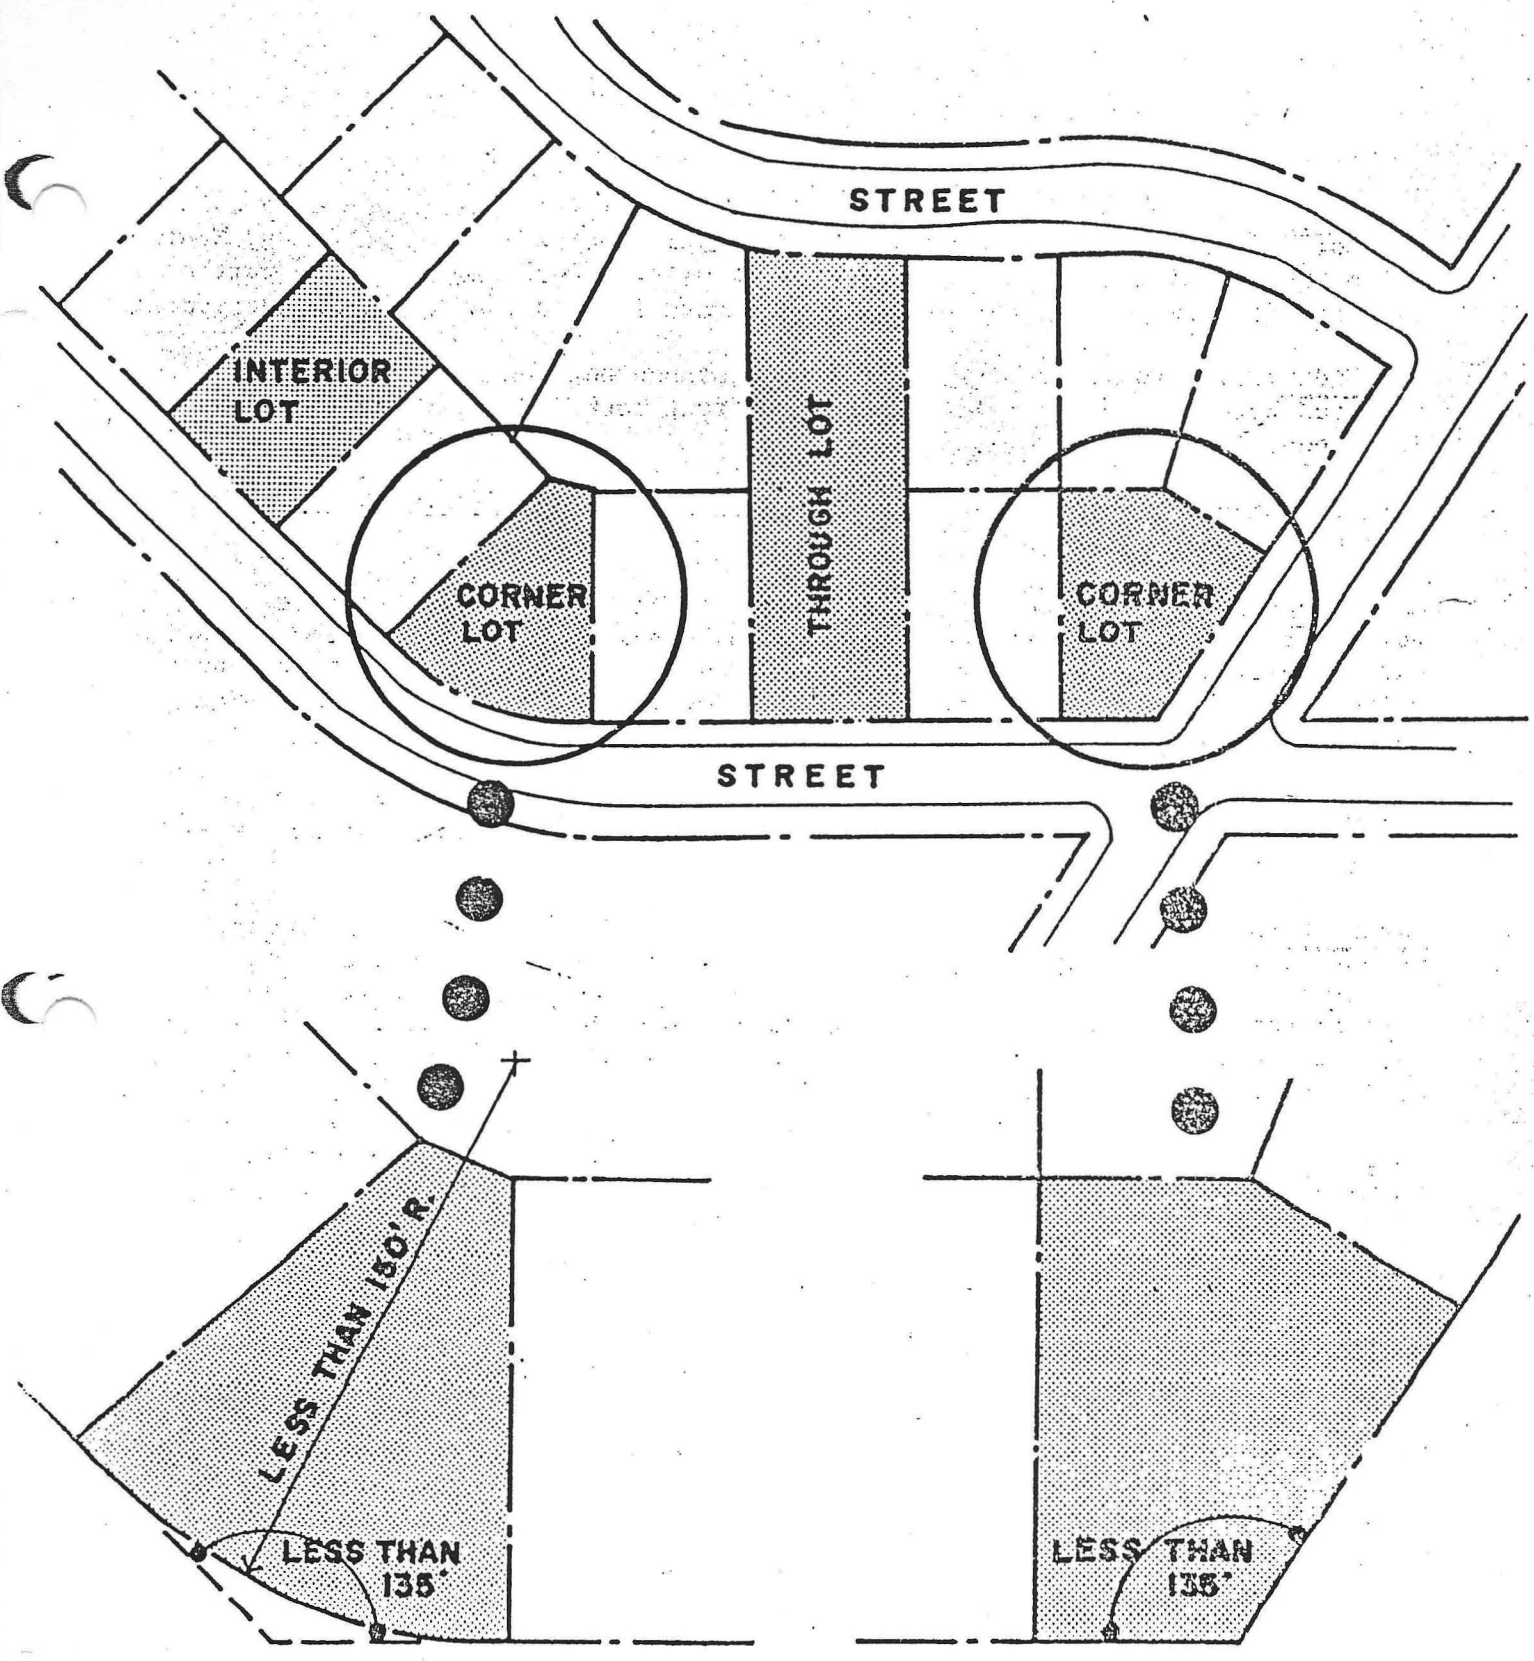 STREET
INTERIOR
LOT
THROUGH LOT
CORNER
LOT
CORNER
LOT
STREET
LESS THAN 150' R.
LESS THAN
135°
LESS THAN
135°